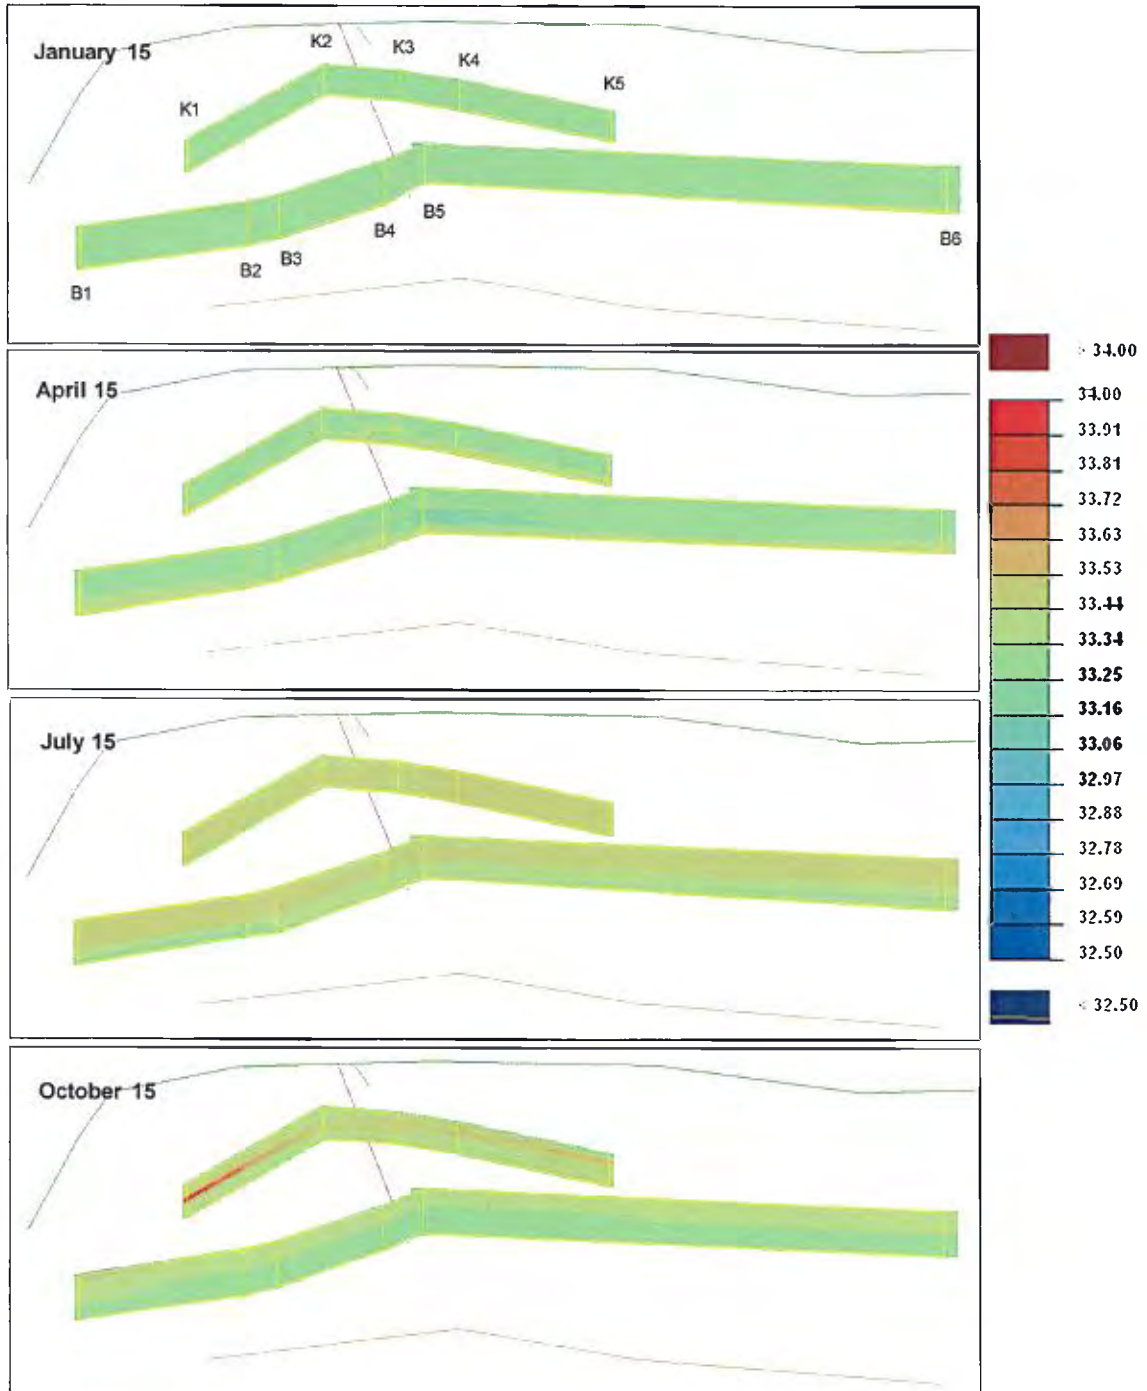 January 15
K1
K2
K3
K4
K5
B1
B2
B3
B4
B5
B6
April 15
July 15
October 15
> 34.00
34.00
33.91
33.81
33.72
33.63
33.53
33.44
33.34
33.25
33.16
33.06
32.97
32.88
32.78
32.69
32.59
32.50
< 32.50